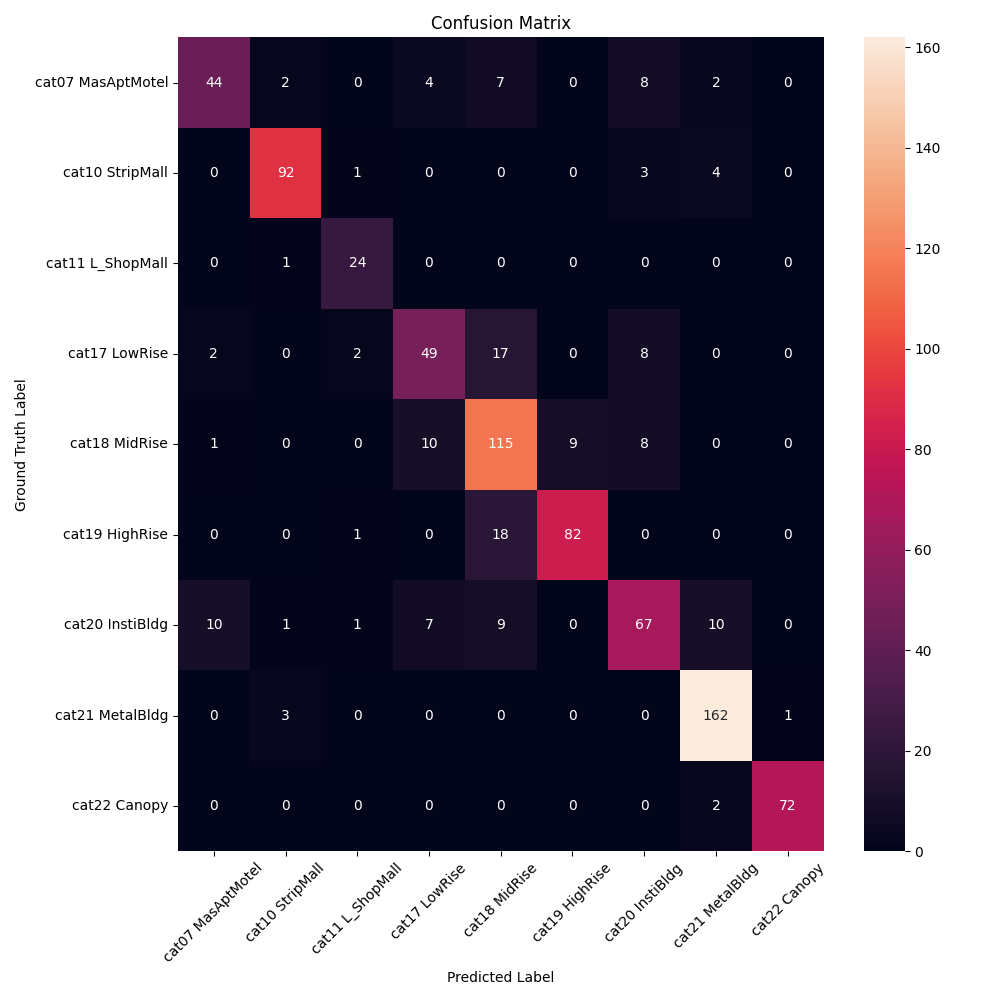 Confusion Matrix
cat07 MasAptMotel 44 2 0 4 7 0 8 2 0
cat10 StripMall 0 92 1 0 0 0 3 4 0
cat11 L_ShopMall 0 1 24 0 0 0 0 0 0
cat17 LowRise 2 0 2 49 17 0 8 0 0
cat18 MidRise 1 0 0 10 115 9 8 0 0
cat19 HighRise 0 0 1 0 18 82 0 0 0
cat20 InstiBldg 10 1 1 7 9 0 67 10 0
cat21 MetalBldg 0 3 0 0 0 0 0 162 1
cat22 Canopy 0 0 0 0 0 0 0 2 72
Ground Truth Label
cat07 MasAptMotel
cat10 StripMall
cat11 L_ShopMall
cat17 LowRise
cat18 MidRise
cat19 HighRise
cat20 InstiBldg
cat21 MetalBldg
cat22 Canopy
Predicted Label
160
140
120
100
80
60
40
20
0